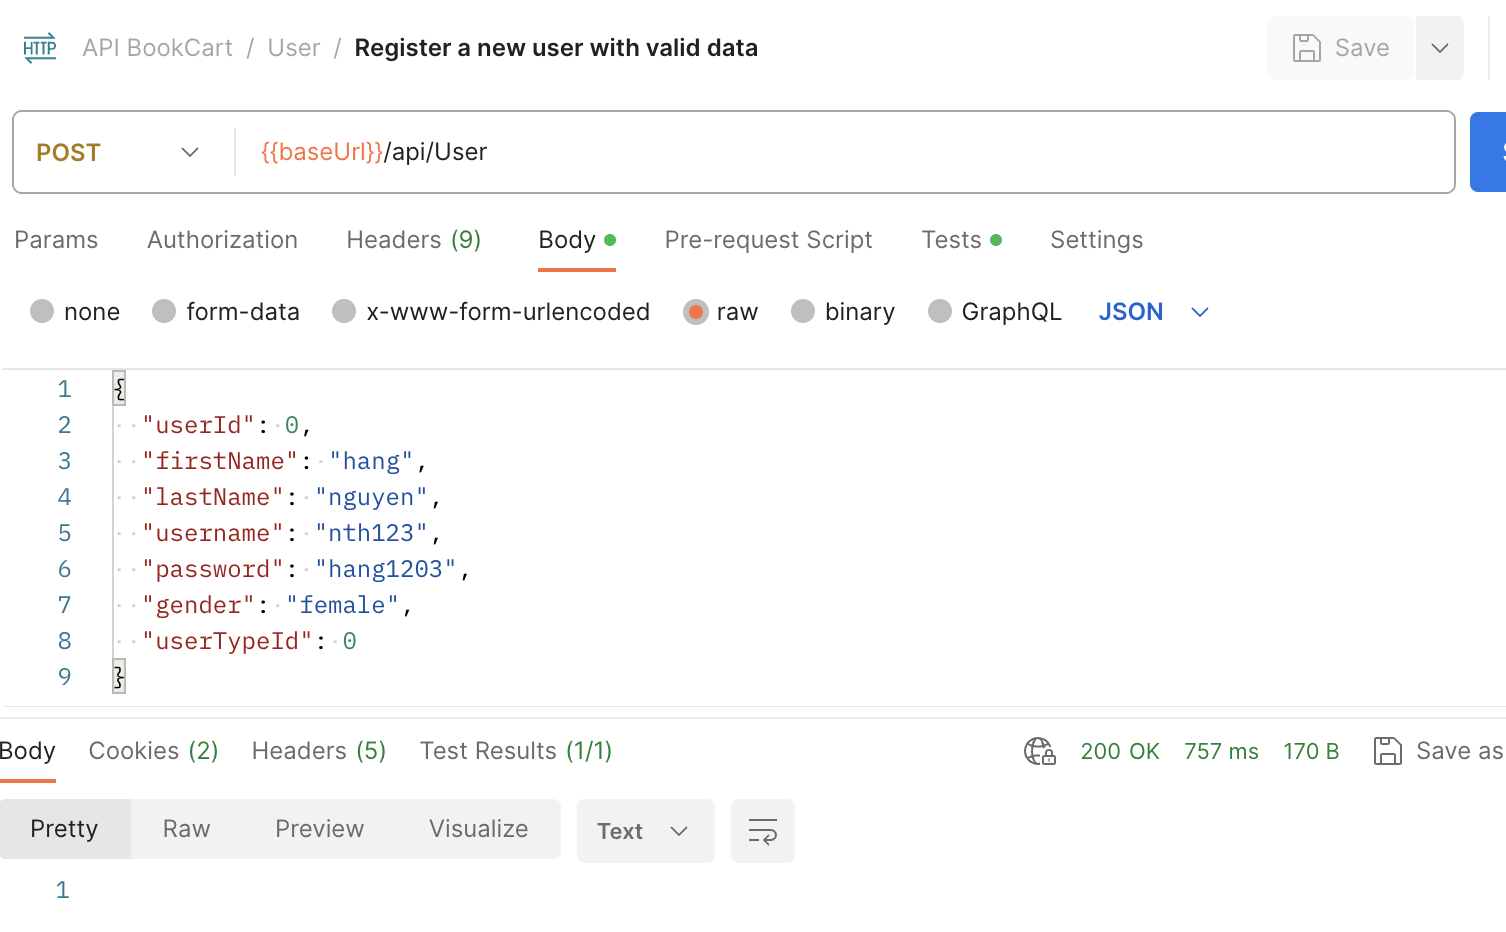 HTTP API BookCart / User / Register a new user with valid data Save
POST {{baseUrl}}/api/User
Params Authorization Headers (9) Body Pre-request Script Tests Settings
none form-data x-www-form-urlencoded raw binary GraphQL JSON
1 {
2 "userId": 0,
3 "firstName": "hang",
4 "lastName": "nguyen",
5 "username": "nth123",
6 "password": "hang1203",
7 "gender": "female",
8 "userTypeId": 0
9 }
Body Cookies (2) Headers (5) Test Results (1/1) 200 OK 757 ms 170 B Save as
Pretty Raw Preview Visualize Text
1